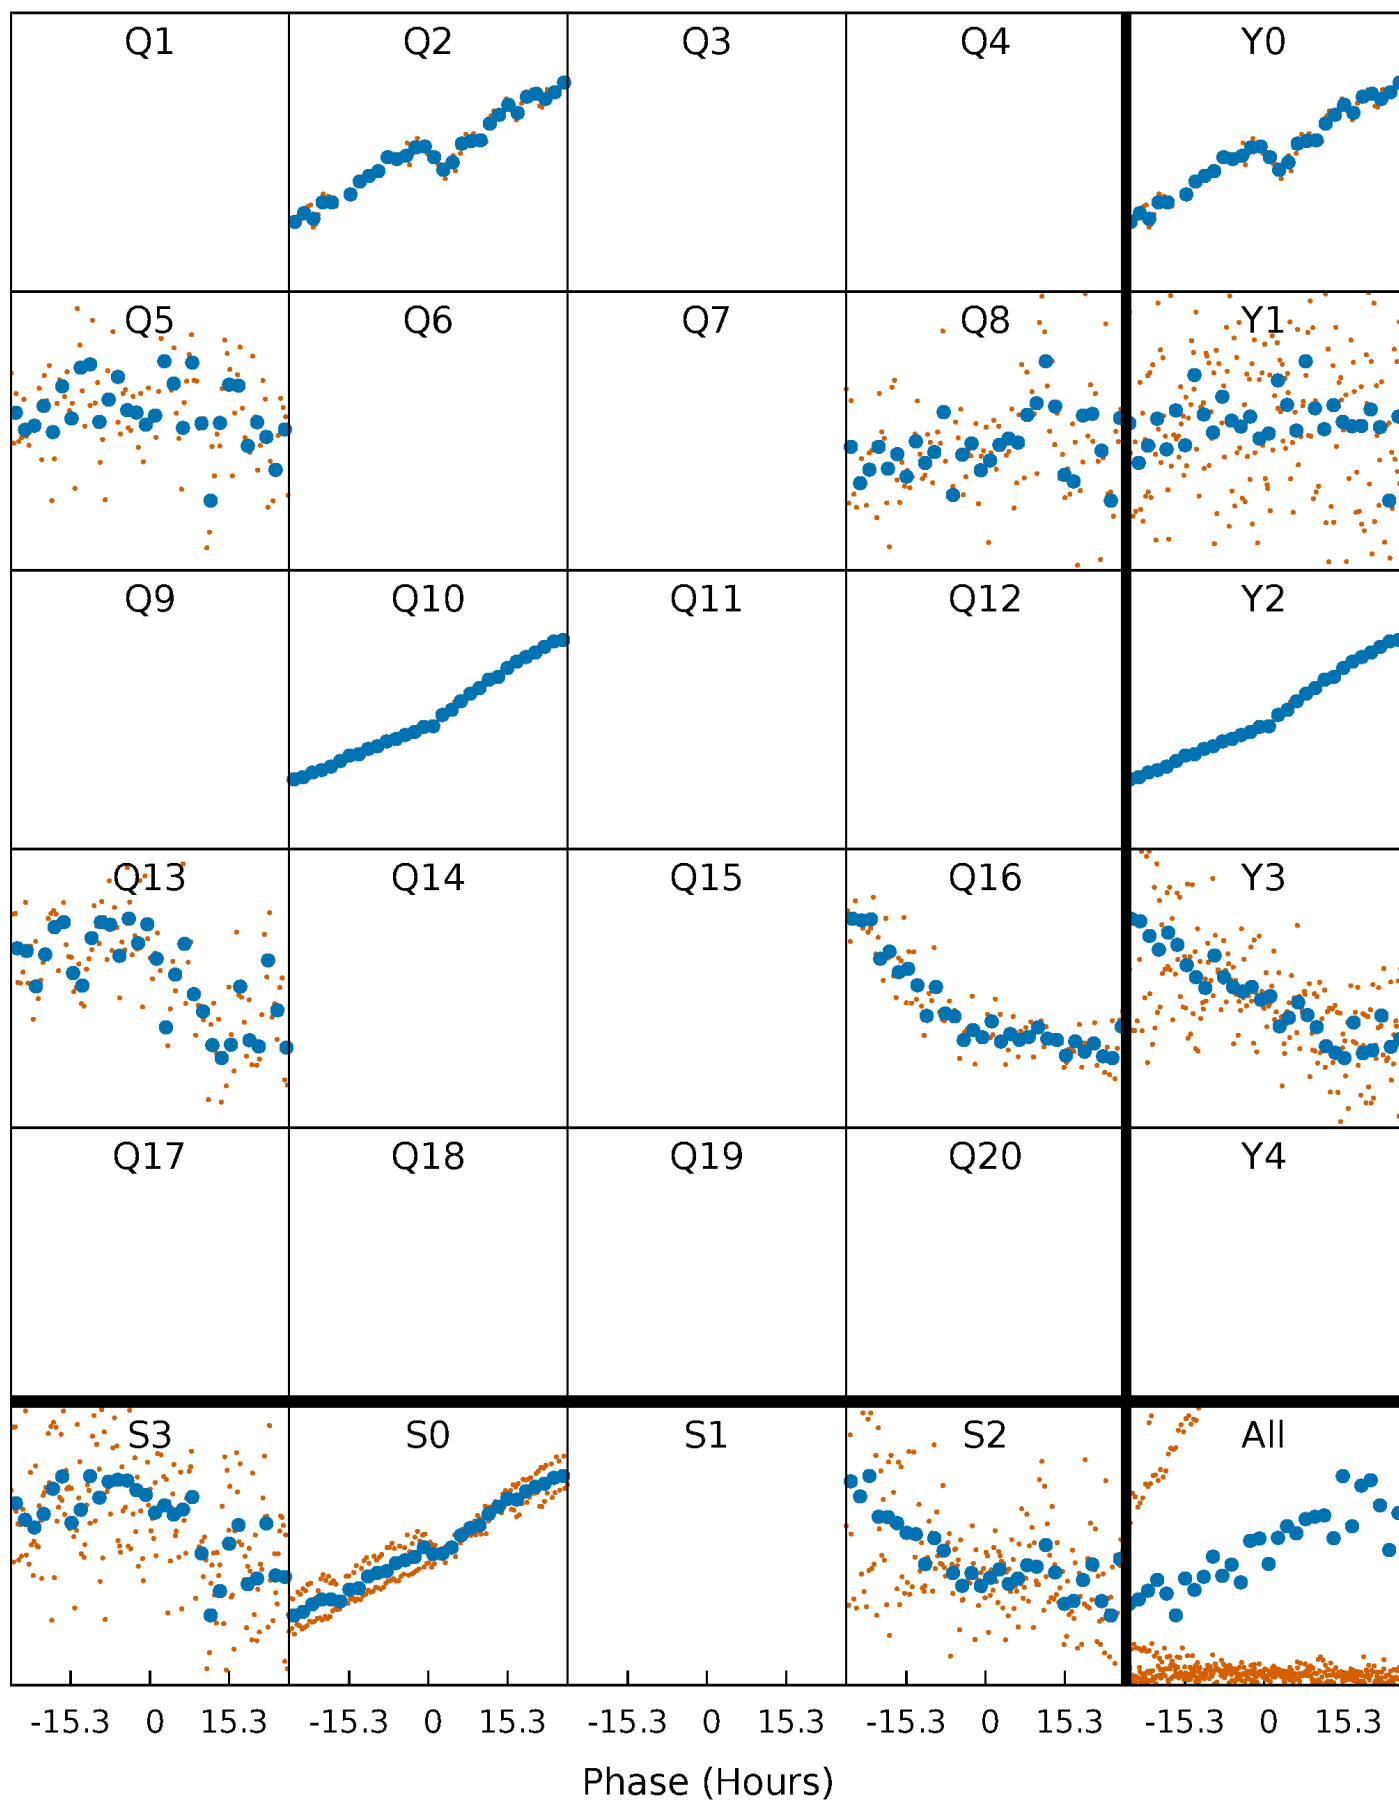 Q1 Q2 Q3 Q4 Y0
Q5 Q6 Q7 Q8 Y1
Q9 Q10 Q11 Q12 Y2
Q13 Q14 Q15 Q16 Y3
Q17 Q18 Q19 Q20 Y4
S3 S0 S1 S2 All
-15.3 0 15.3 -15.3 0 15.3 -15.3 0 15.3 -15.3 0 15.3 -15.3 0 15.3
Phase (Hours)